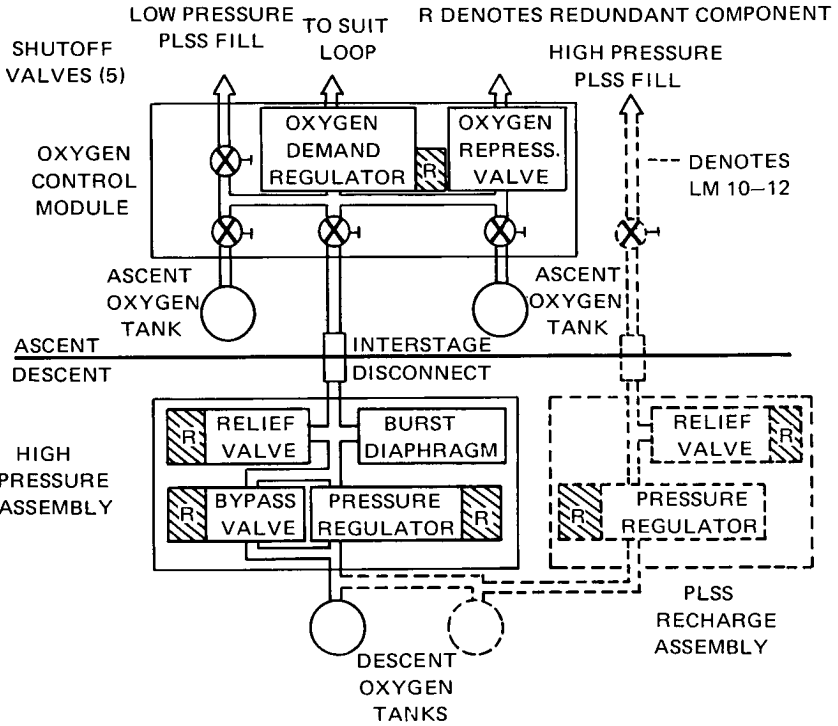 LOW PRESSURE
PLSS FILL
TO SUIT
LOOP
R DENOTES REDUNDANT COMPONENT
SHUTOFF
VALVES (5)
HIGH PRESSURE
PLSS FILL
OXYGEN
CONTROL
MODULE
OXYGEN
DEMAND
REGULATOR
R
OXYGEN
REPRESS.
VALVE
DENOTES
LM 10–12
ASCENT
OXYGEN
TANK
ASCENT
OXYGEN
TANK
ASCENT
DESCENT
INTERSTAGE
DISCONNECT
HIGH
PRESSURE
ASSEMBLY
R
RELIEF
VALVE
BURST
DIAPHRAGM
R
BYPASS
VALVE
PRESSURE
REGULATOR
R
RELIEF
VALVE
R
R
PRESSURE
REGULATOR
PLSS
RECHARGE
ASSEMBLY
DESCENT
OXYGEN
TANKS